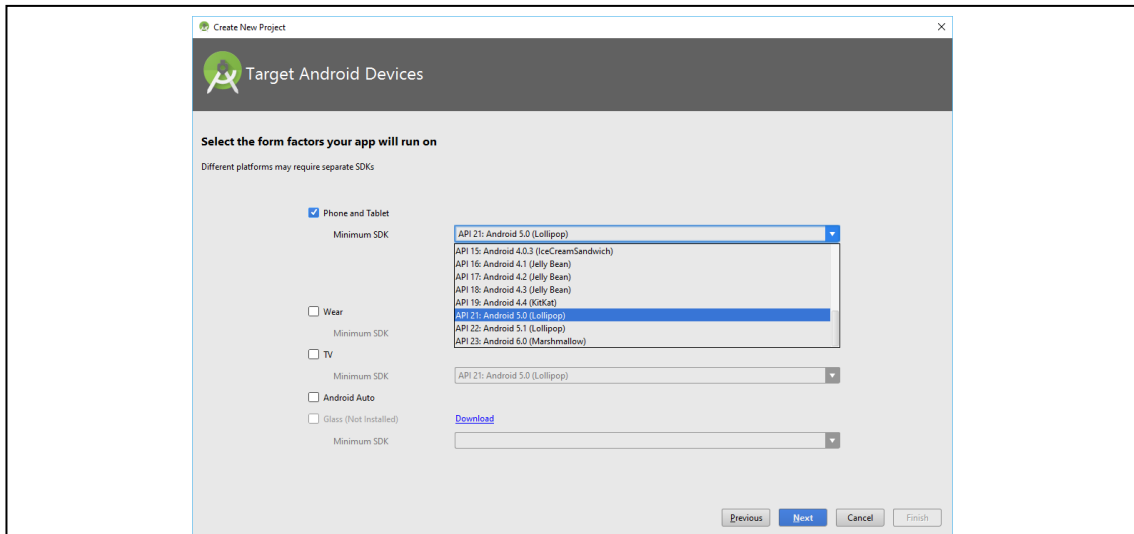 Create New Project
Target Android Devices
Select the form factors your app will run on
Different platforms may require separate SDKs
Phone and Tablet
Minimum SDK API 21: Android 5.0 (Lollipop)
API 15: Android 4.0.3 (IceCreamSandwich)
API 16: Android 4.1 (Jelly Bean)
API 17: Android 4.2 (Jelly Bean)
API 18: Android 4.3 (Jelly Bean)
API 19: Android 4.4 (KitKat)
Wear API 21: Android 5.0 (Lollipop)
API 22: Android 5.1 (Lollipop)
Minimum SDK API 23: Android 6.0 (Marshmallow)
TV
Minimum SDK API 21: Android 5.0 (Lollipop)
Android Auto
Glass (Not Installed) Download
Minimum SDK
Previous Next Cancel Finish